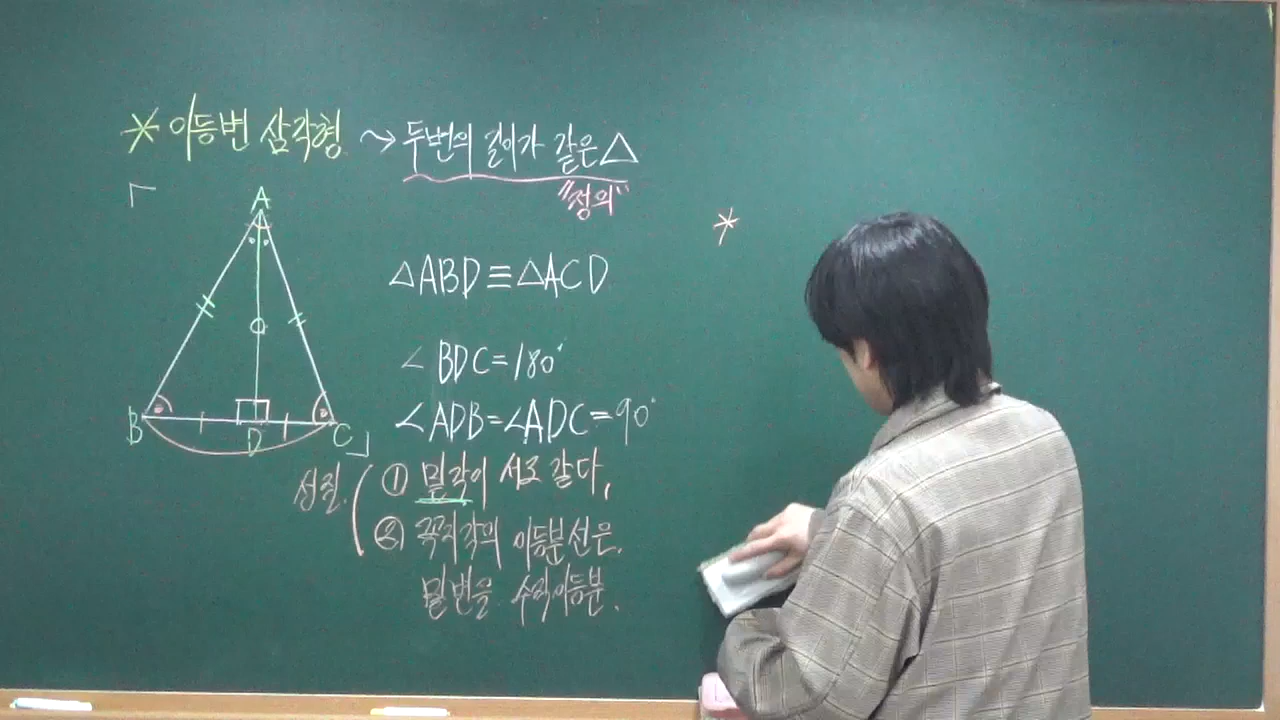 * 이등변 삼각형 ~> 두변의 길이가 같은 △
"정의"
A
△ABD≡△ACD
∠BDC=180°
∠ADB=∠ADC=90°
B D C
성질. ① 밑각이 서로 같다,
② 꼭지각의 이등분선은.
밑변을 수직이등분.
*